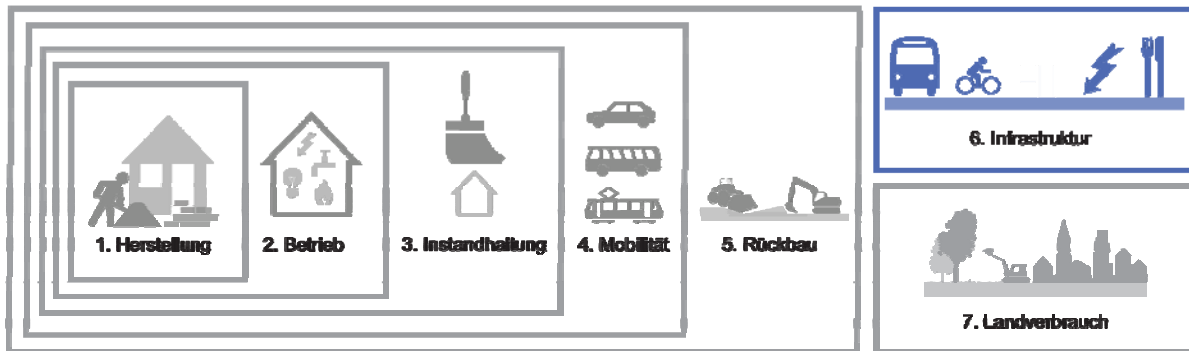 1. Herstellung
2. Betrieb
3. Instandhaltung
4. Mobilität
5. Rückbau
6. Infrastruktur
7. Landverbrauch